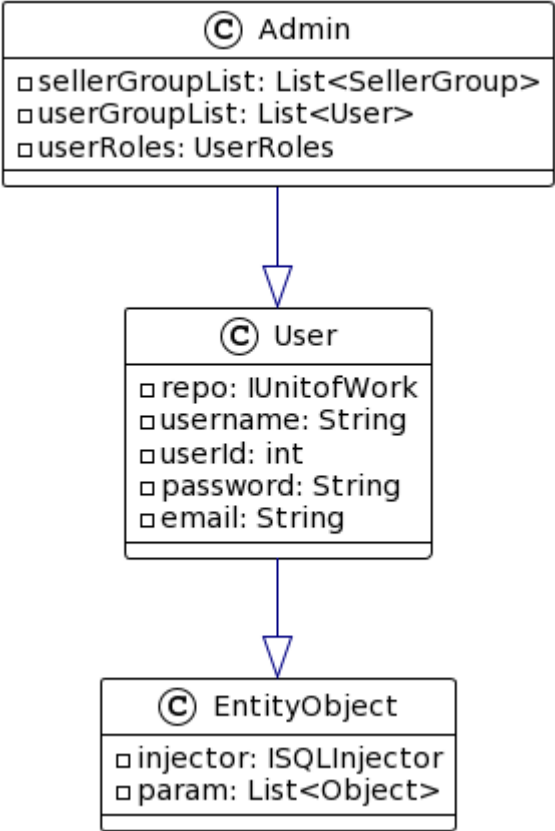 C Admin
sellerGroupList: List<SellerGroup>
userGroupList: List<User>
userRoles: UserRoles
C User
repo: IUnitofWork
username: String
userId: int
password: String
email: String
C EntityObject
injector: ISQLInjector
param: List<Object>